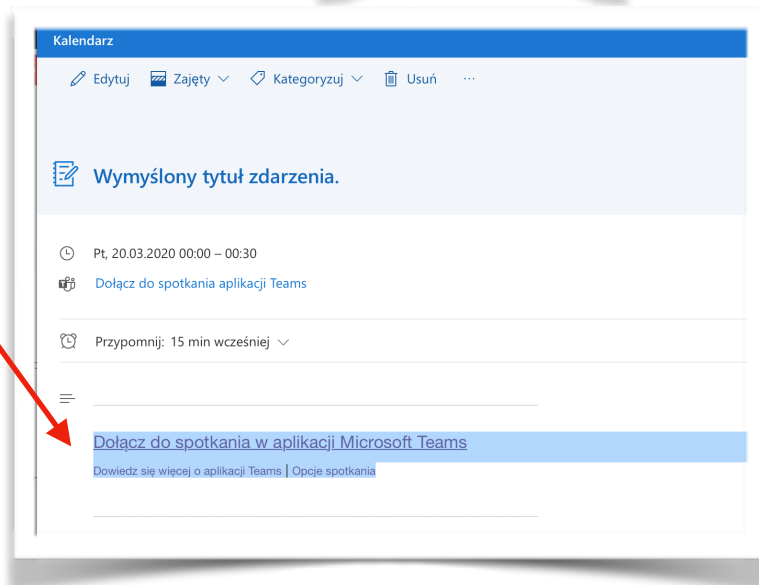 Kalendarz
Edytuj Zajęty Kategoryzuj Usuń ...
Wymyślony tytuł zdarzenia.
Pt, 20.03.2020 00:00 – 00:30
Dołącz do spotkania aplikacji Teams
Przypomnij: 15 min wcześniej
Dołącz do spotkania w aplikacji Microsoft Teams
Dowiedz się więcej o aplikacji Teams | Opcje spotkania